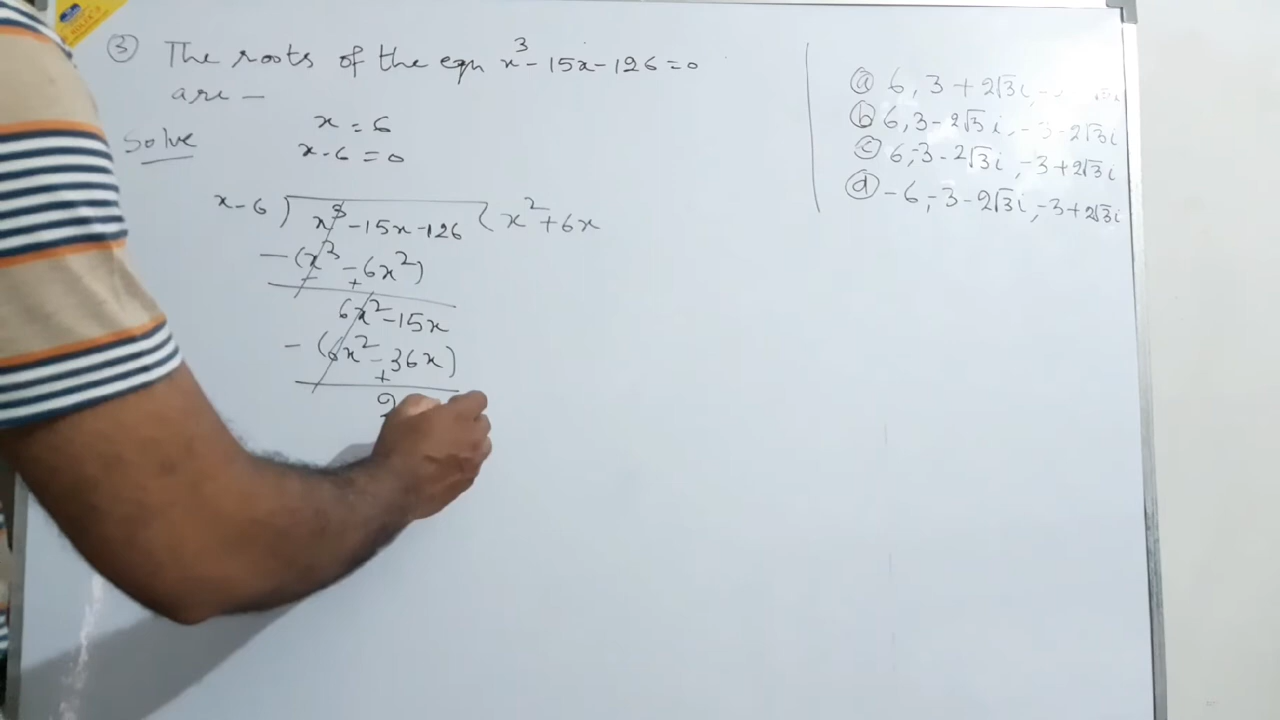 ③ The roots of the eqn x³-15x-126=0
are —
Solve
x = 6
x-6 = 0
x-6 ) x³-15x-126 ( x²+6x
-(x³-6x²)
- +
6x²-15x
-(6x²-36x)
+
2
ⓐ 6, 3+2√3i,
ⓑ 6, 3-2√3i, -3-2√3i
ⓒ 6,-3-2√3i, -3+2√3i
ⓓ -6,-3-2√3i,-3+2√3i